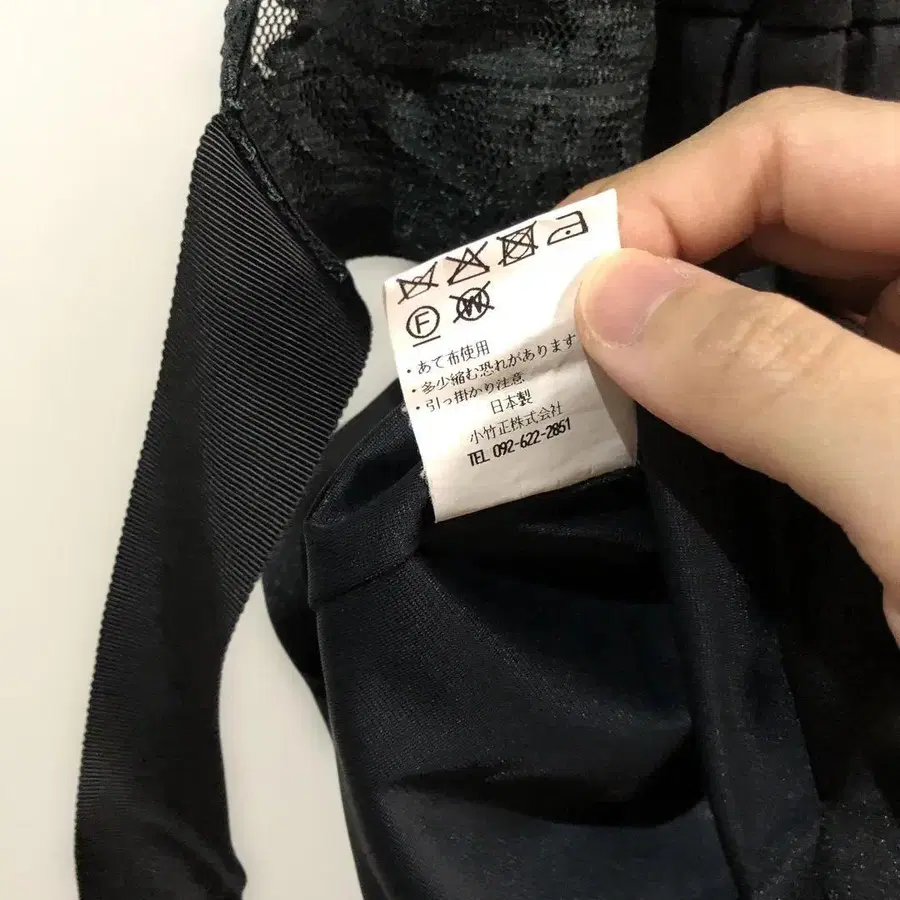 F W
・あて布使用
・多少縮む恐れがあります
・引っ掛かり注意
日本製
小竹正株式会社
TEL 092-622-2851